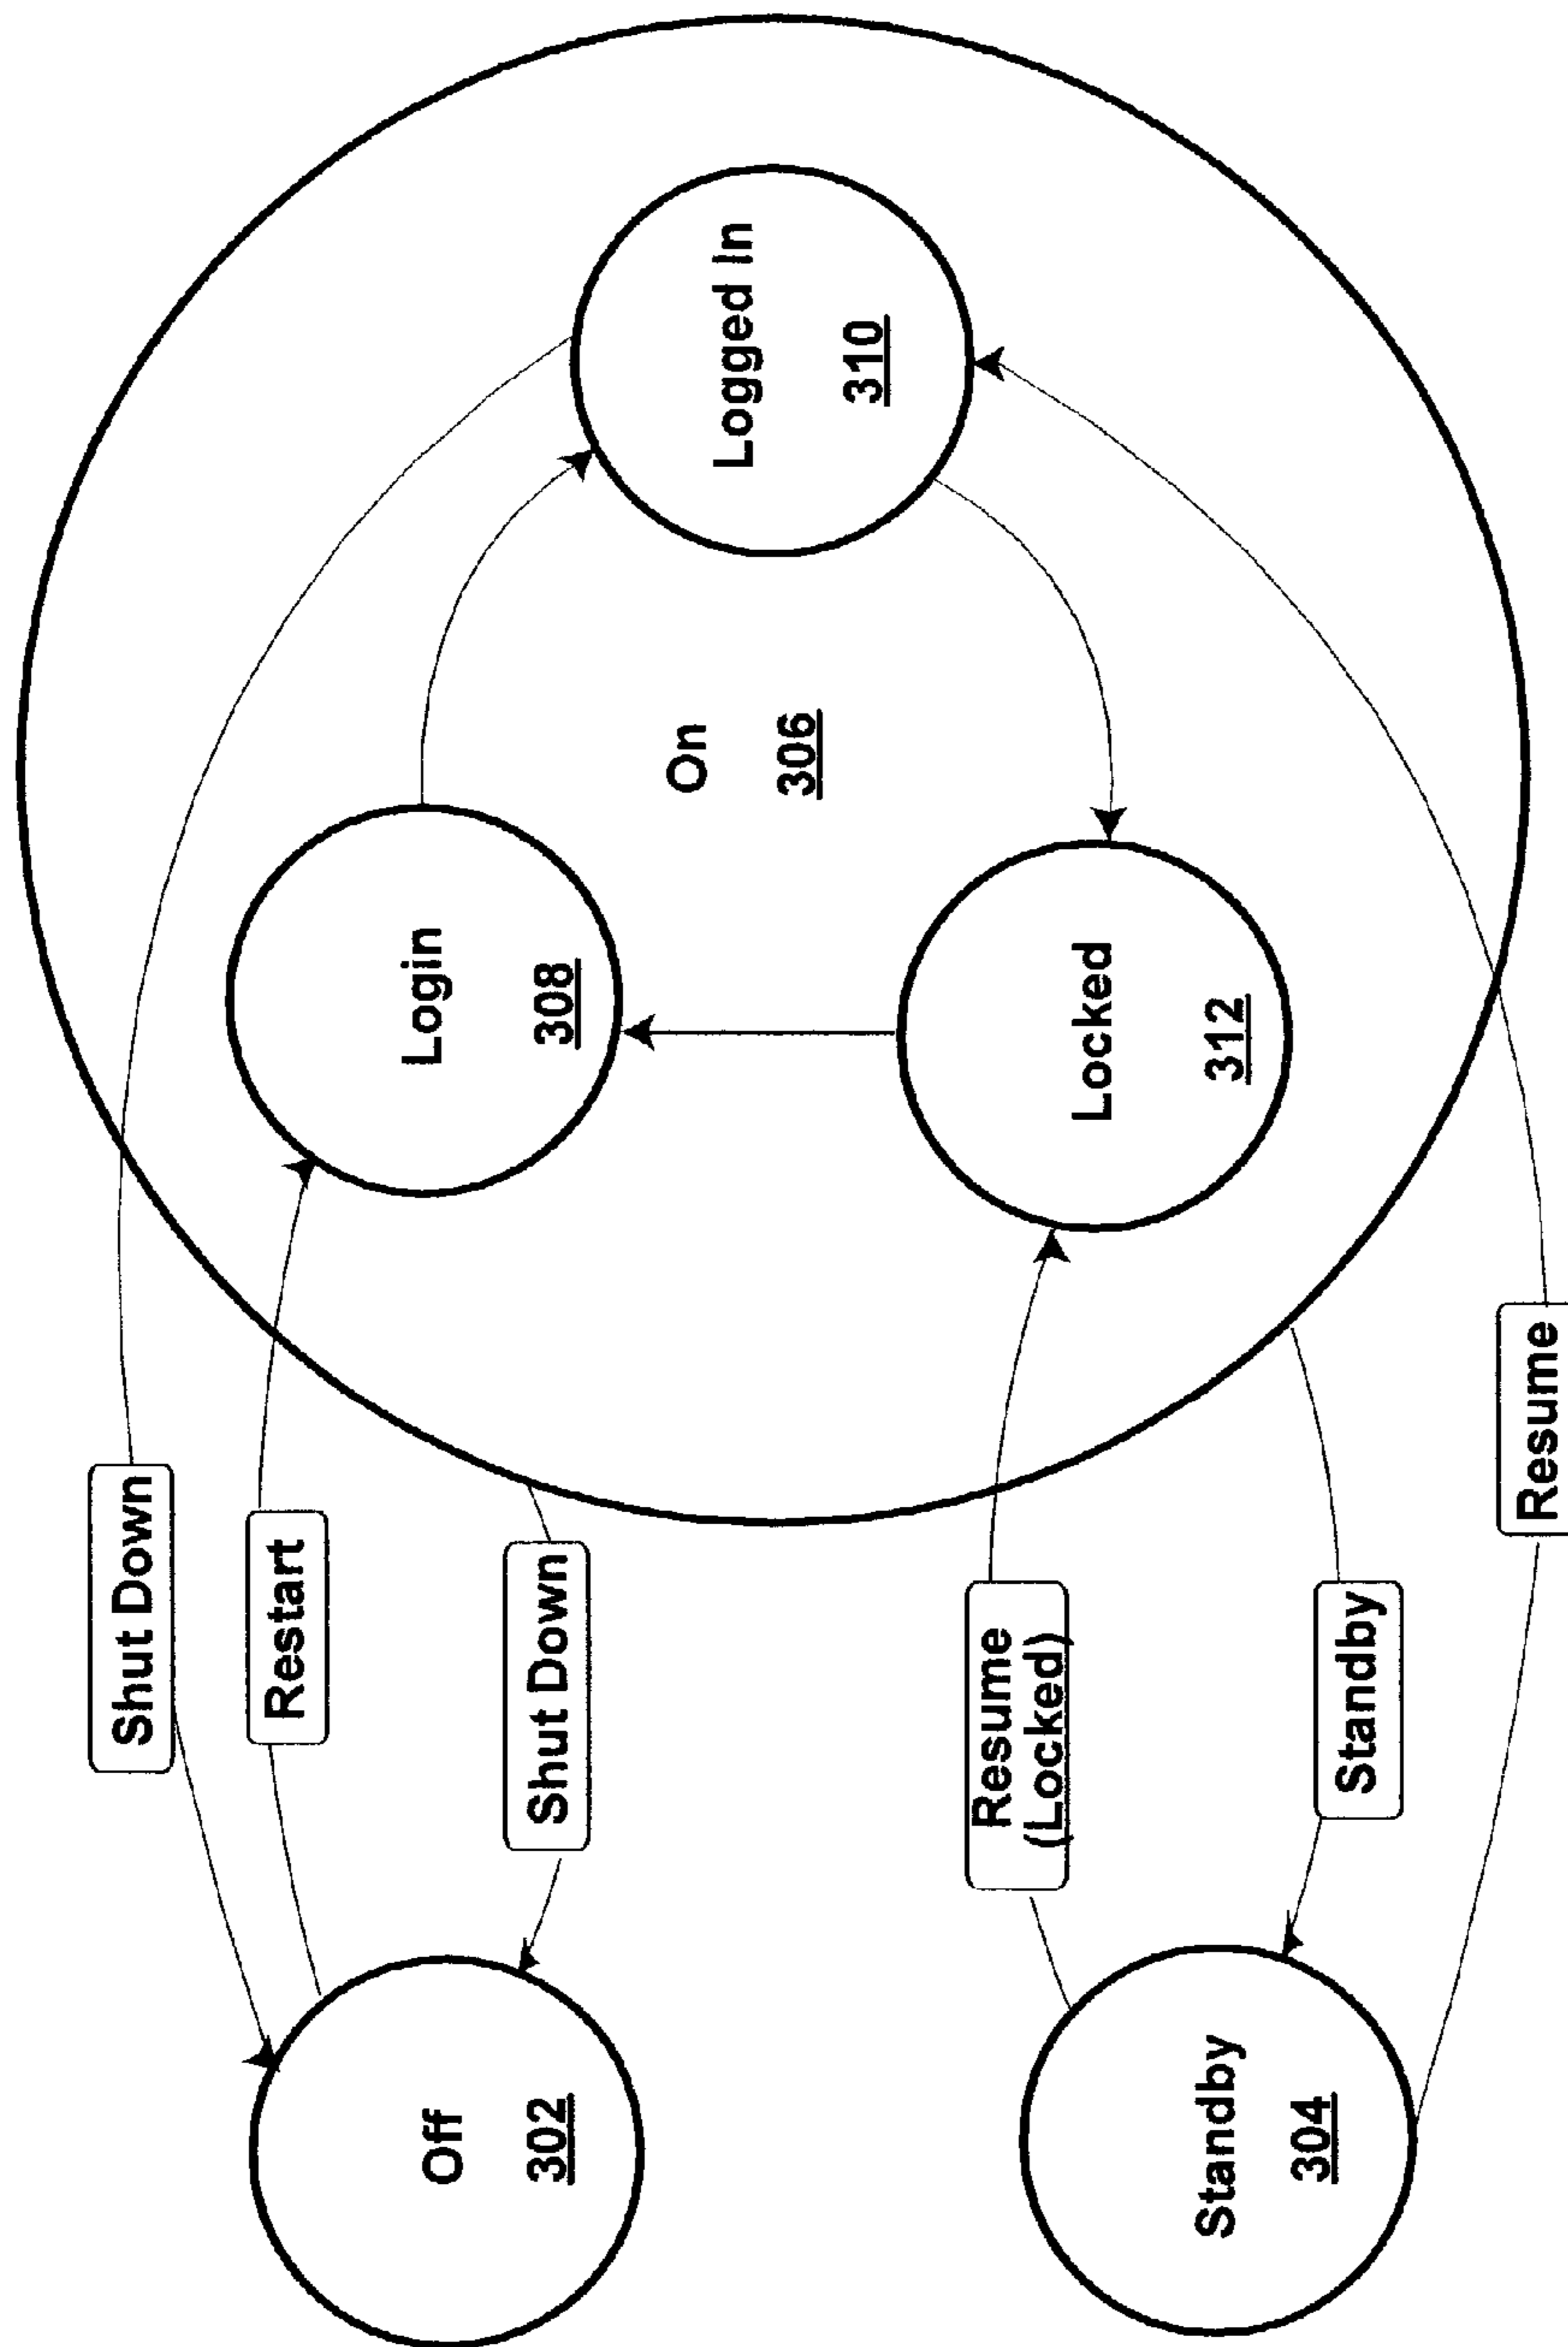 Shut Down
Restart
Shut Down
Off
302
Login
308
On
306
Logged In
310
Locked
312
Resume
(Locked)
Standby
Standby
304
Resume